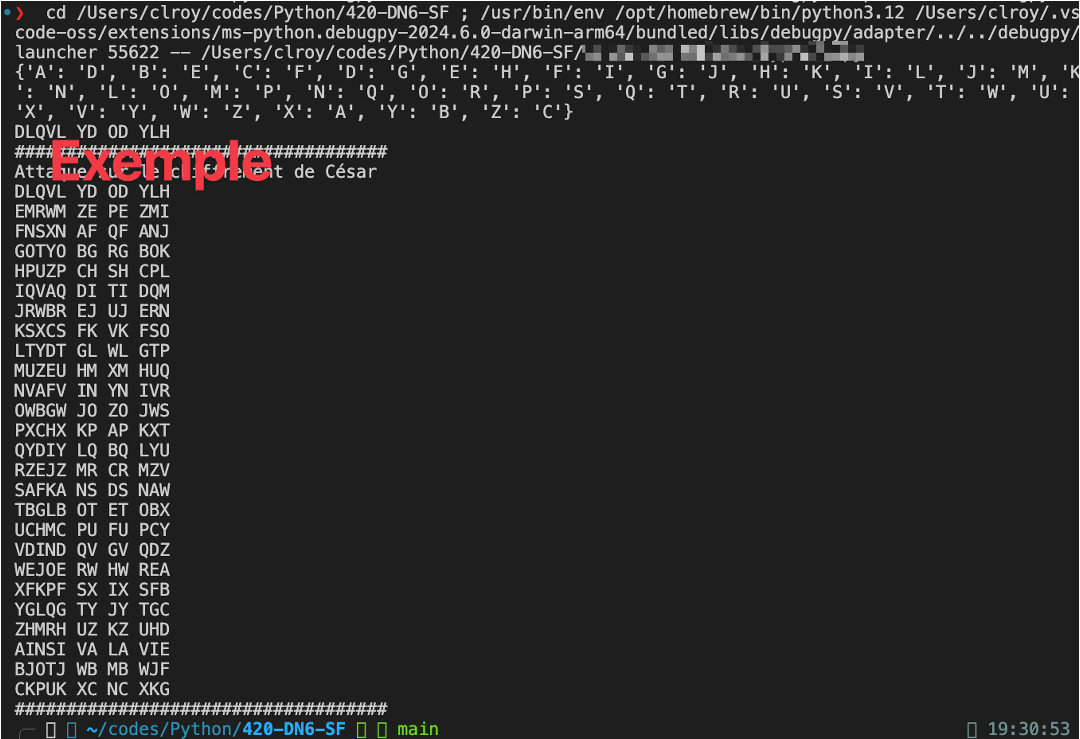 ❯ cd /Users/clroy/codes/Python/420-DN6-SF ; /usr/bin/env /opt/homebrew/bin/python3.12 /Users/clroy/.vs
code-oss/extensions/ms-python.debugpy-2024.6.0-darwin-arm64/bundled/libs/debugpy/adapter/../../debugpy/
launcher 55622 -- /Users/clroy/codes/Python/420-DN6-SF/
{'A': 'D', 'B': 'E', 'C': 'F', 'D': 'G', 'E': 'H', 'F': 'I', 'G': 'J', 'H': 'K', 'I': 'L', 'J': 'M', 'K
': 'N', 'L': 'O', 'M': 'P', 'N': 'Q', 'O': 'R', 'P': 'S', 'Q': 'T', 'R': 'U', 'S': 'V', 'T': 'W', 'U':
'X', 'V': 'Y', 'W': 'Z', 'X': 'A', 'Y': 'B', 'Z': 'C'}
DLQVL YD OD YLH
####################################
Exemple
Attaque sur le chiffrement de César
DLQVL YD OD YLH
EMRWM ZE PE ZMI
FNSXN AF QF ANJ
GOTYO BG RG BOK
HPUZP CH SH CPL
IQVAQ DI TI DQM
JRWBR EJ UJ ERN
KSXCS FK VK FSO
LTYDT GL WL GTP
MUZEU HM XM HUQ
NVAFV IN YN IVR
OWBGW JO ZO JWS
PXCHX KP AP KXT
QYDIY LQ BQ LYU
RZEJZ MR CR MZV
SAFKA NS DS NAW
TBGLB OT ET OBX
UCHMC PU FU PCY
VDIND QV GV QDZ
WEJOE RW HW REA
XFKPF SX IX SFB
YGLQG TY JY TGC
ZHMRH UZ KZ UHD
AINSI VA LA VIE
BJOTJ WB MB WJF
CKPUK XC NC XKG
####################################
~/codes/Python/420-DN6-SF main 19:30:53